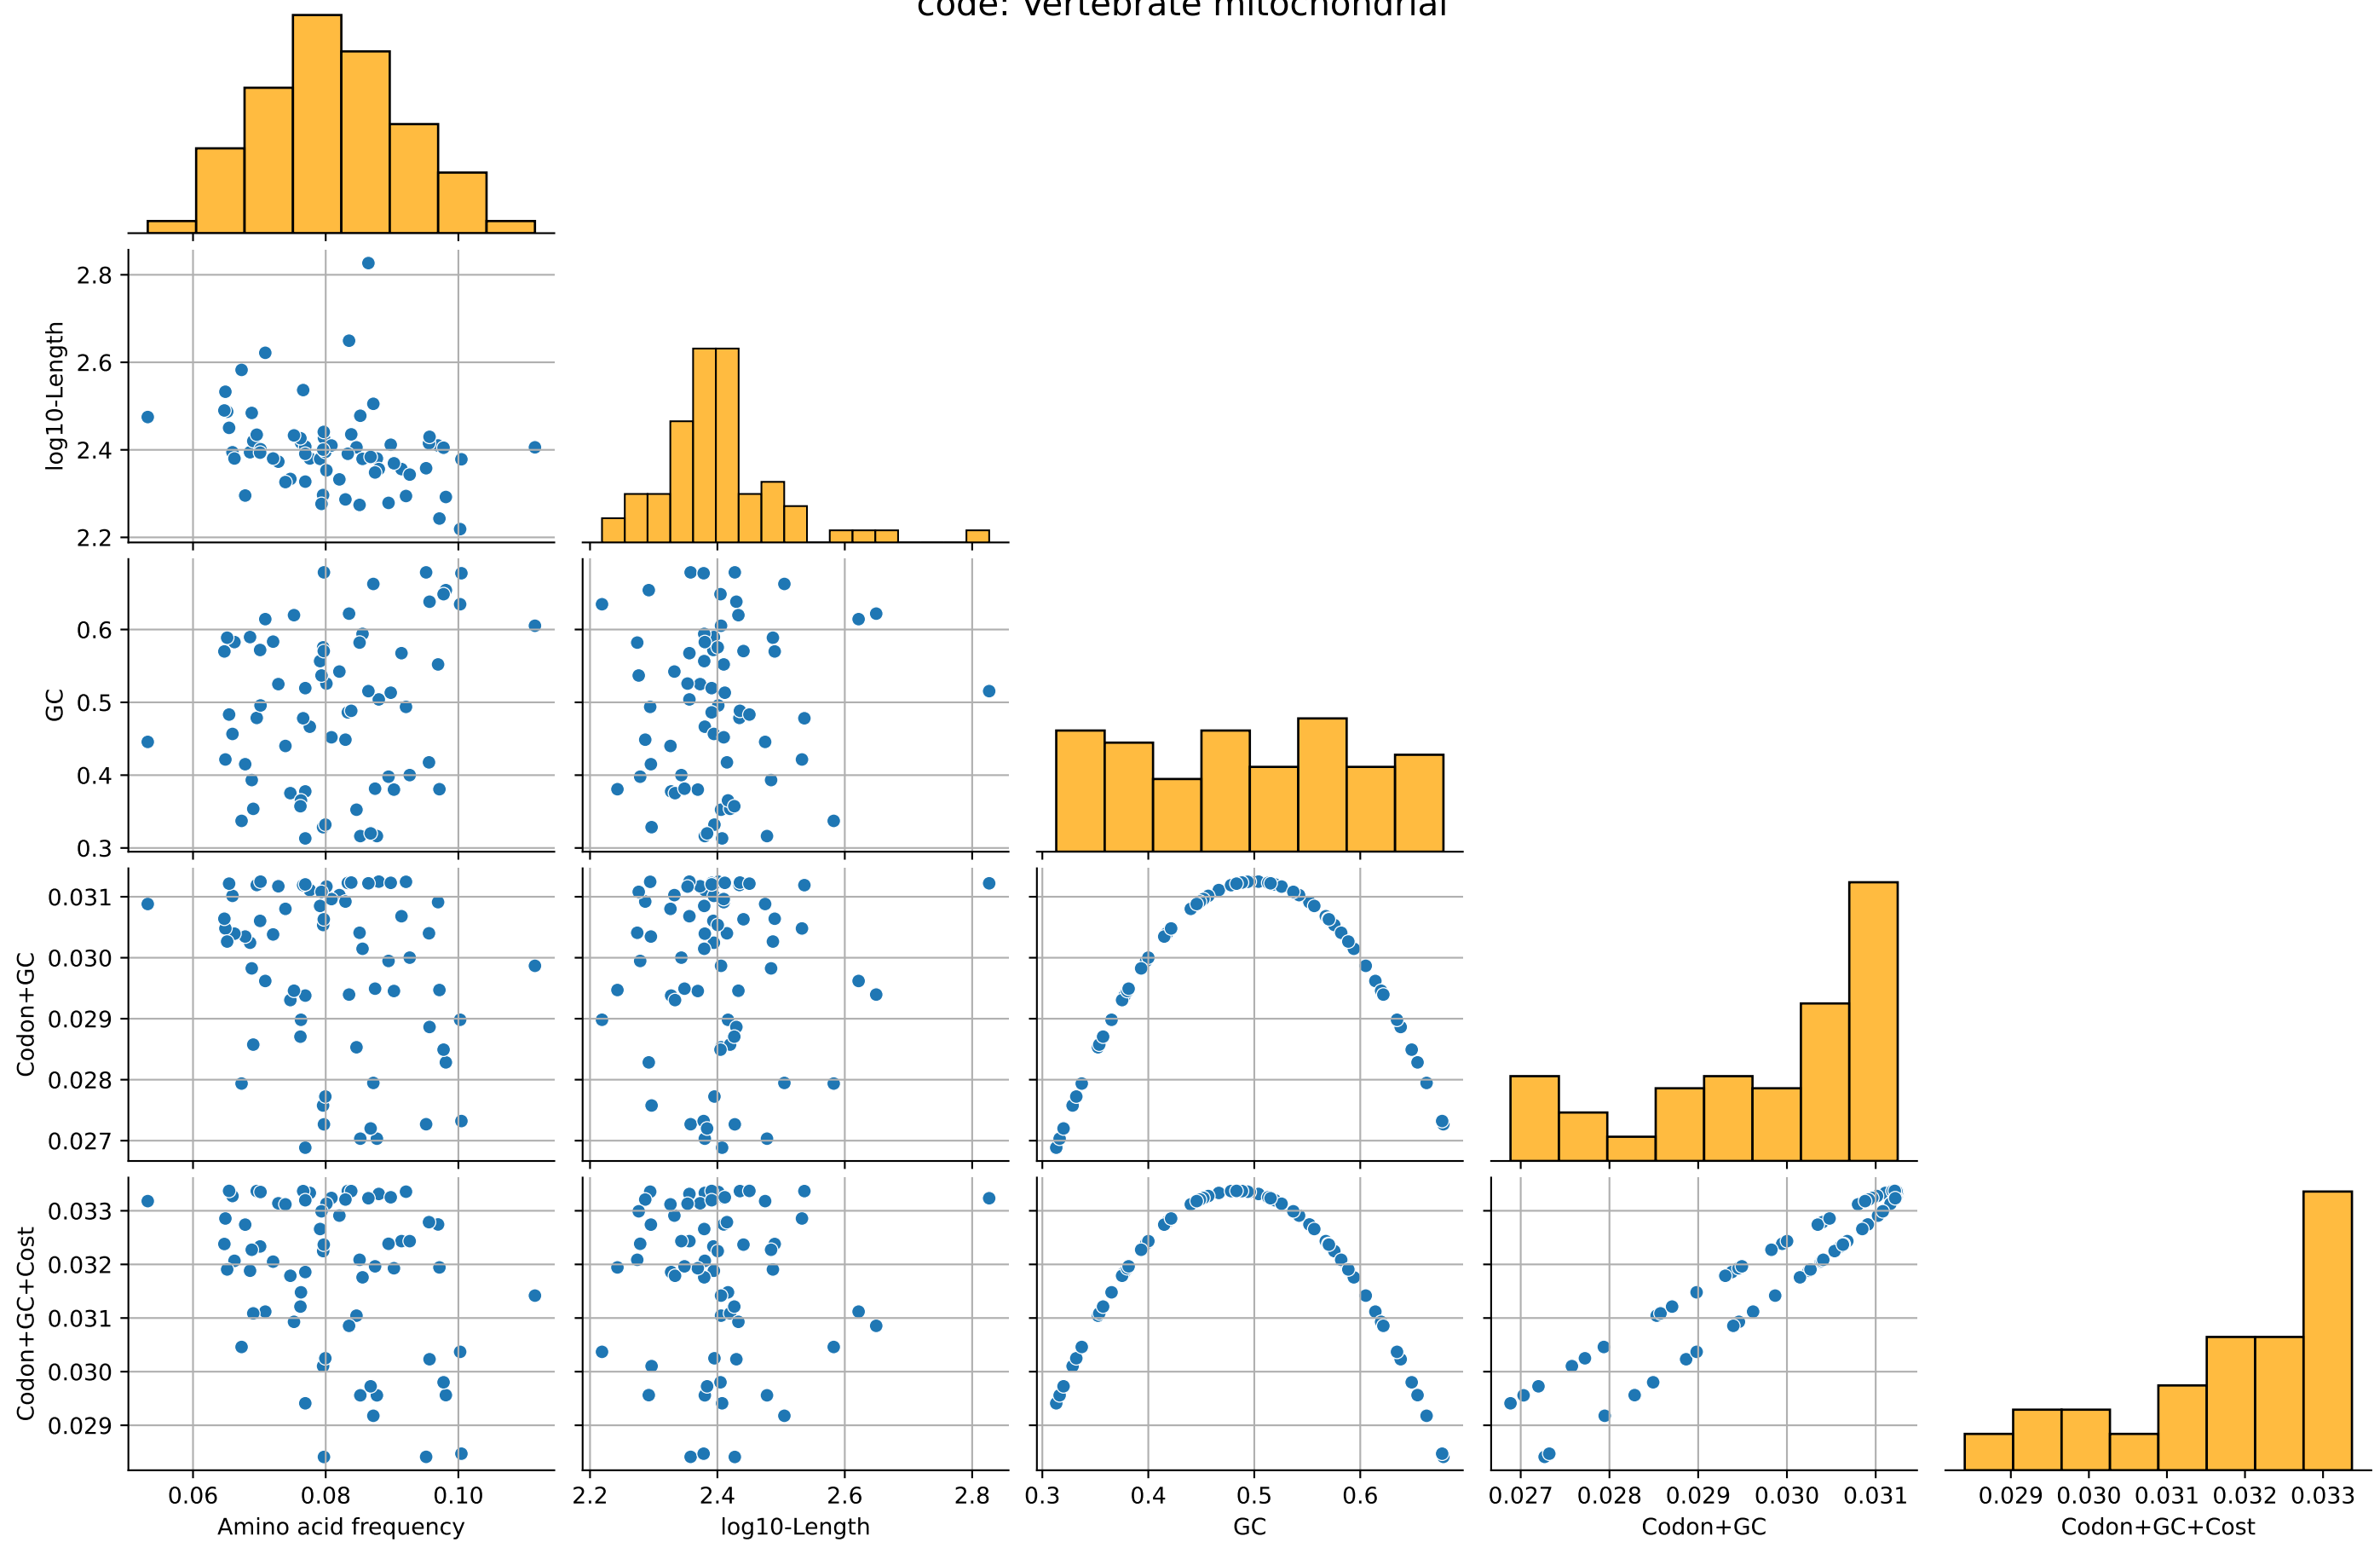 code: Vertebrate mitochondrial
2.8
2.6
2.4
2.2
log10-Length
0.6
0.5
0.4
0.3
GC
0.031
0.030
0.029
0.028
0.027
Codon+GC
0.033
0.032
0.031
0.030
0.029
Codon+GC+Cost
0.06 0.08 0.10 2.2 2.4 2.6 2.8 0.3 0.4 0.5 0.6 0.027 0.028 0.029 0.030 0.031 0.029 0.030 0.031 0.032 0.033
Amino acid frequency log10-Length GC Codon+GC Codon+GC+Cost